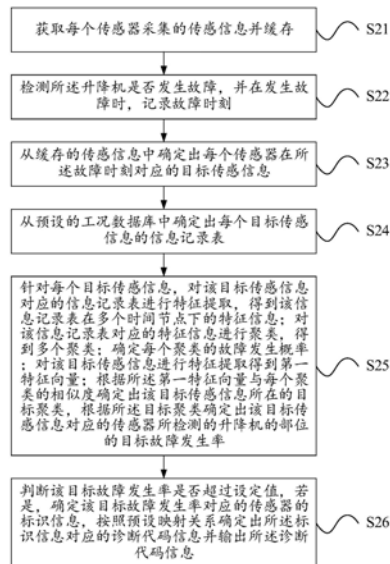 获取每个传感器采集的传感信息并缓存
S21
检测所述升降机是否发生故障，并在发生故
障时，记录故障时刻
S22
从缓存的传感信息中确定出每个传感器在所
述故障时刻对应的目标传感信息
S23
从预设的工况数据库中确定出每个目标传感
信息的信息记录表
S24
针对每个目标传感信息，对该目标传感信息
对应的信息记录表进行特征提取，得到该信
息记录表在多个时间节点下的特征信息；对
该信息记录表对应的特征信息进行聚类，得
到多个聚类；确定每个聚类的故障发生概率
；对该目标传感信息进行特征提取得到第一
特征向量；根据所述第一特征向量与每个聚
类的相似度确定出该目标传感信息所在的目
标聚类，根据所述目标聚类确定出该目标传
感信息对应的传感器所检测的升降机的部位
的目标故障发生率
S25
判断该目标故障发生率是否超过设定值，若
是，确定该目标故障发生率对应的传感器的
标识信息，按照预设映射关系确定出所述标
识信息对应的诊断代码信息并输出所述诊断
代码信息
S26